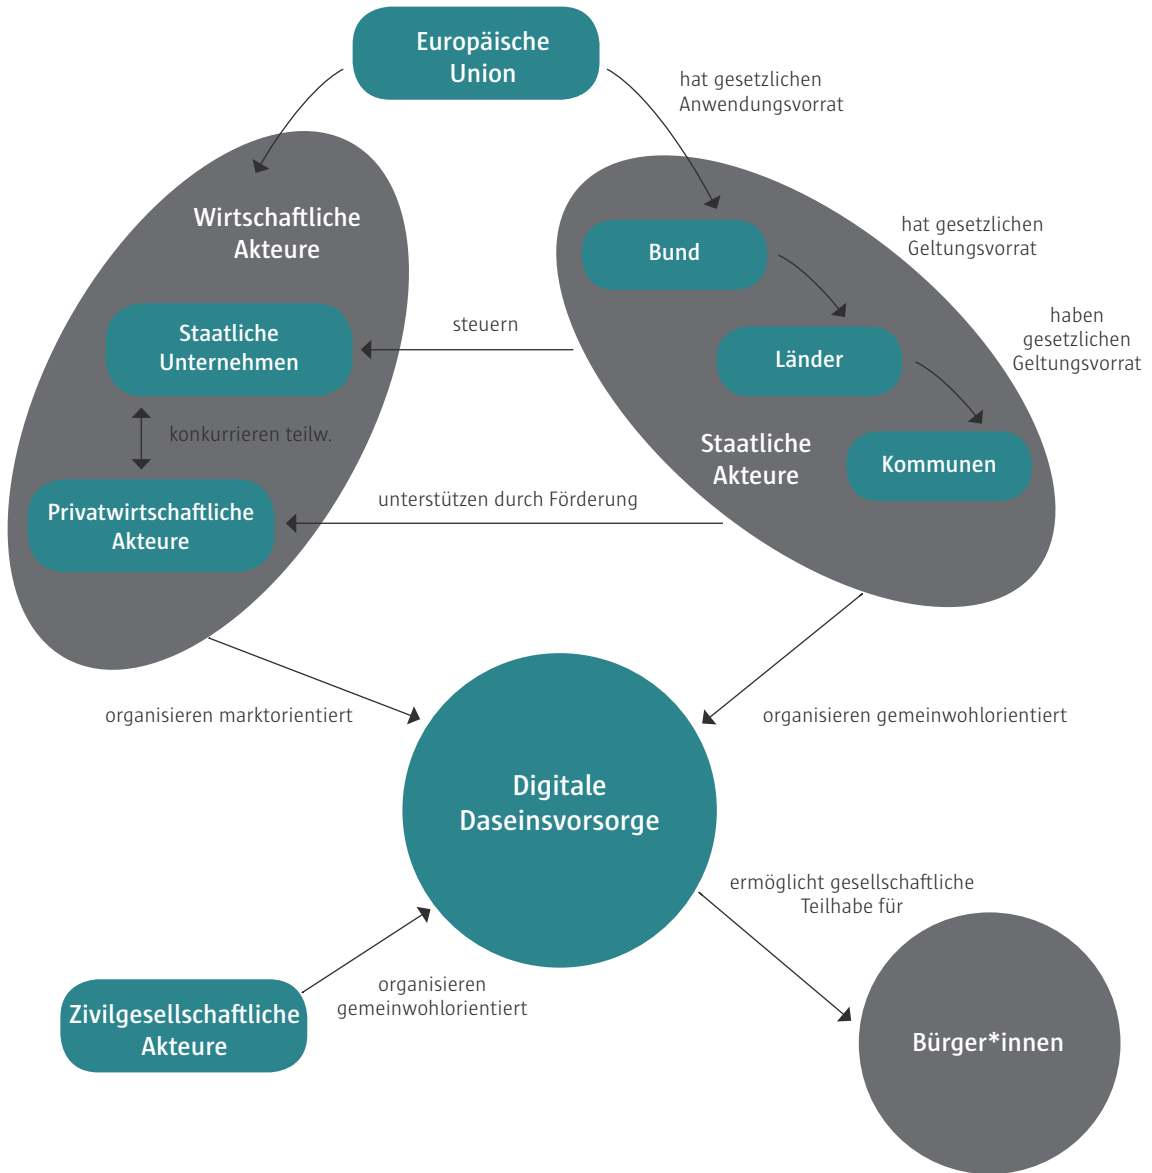 Europäische
Union
hat gesetzlichen
Anwendungsvorrat
Wirtschaftliche
Akteure
hat gesetzlichen
Geltungsvorrat
Bund
haben
gesetzlichen
Geltungsvorrat
Staatliche
Unternehmen
steuern
Länder
konkurrieren teilw.
Staatliche
Akteure
Kommunen
Privatwirtschaftliche
Akteure
unterstützen durch Förderung
organisieren marktorientiert
organisieren gemeinwohlorientiert
Digitale
Daseinsvorsorge
ermöglicht gesellschaftliche
Teilhabe für
organisieren
gemeinwohlorientiert
Zivilgesellschaftliche
Akteure
Bürger*innen